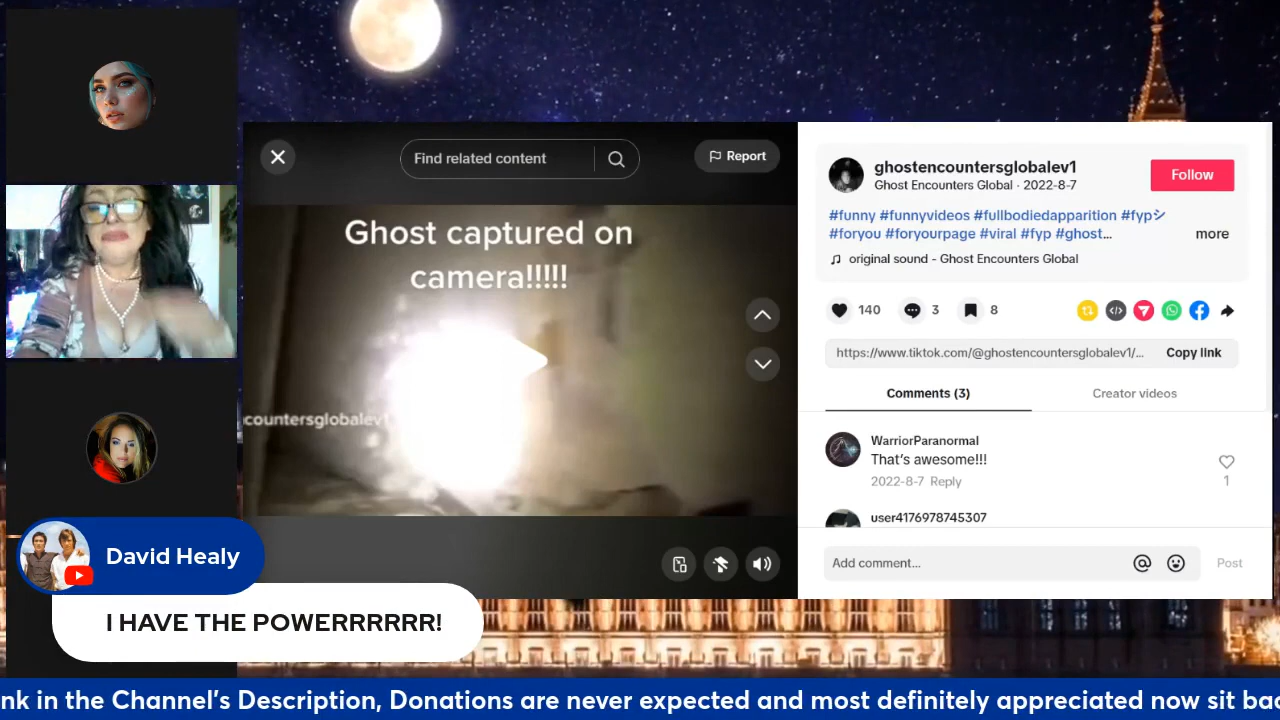 Find related content
Report
Ghost captured on
camera!!!!!
countersglobalev1
ghostencountersglobalev1
Ghost Encounters Global · 2022-8-7
Follow
#funny #funnyvideos #fullbodiedapparition #fypシ
#foryou #foryourpage #viral #fyp #ghost...
more
original sound - Ghost Encounters Global
140
3
8
https://www.tiktok.com/@ghostencountersglobalev1/...
Copy link
Comments (3)
Creator videos
WarriorParanormal
That's awesome!!!
2022-8-7 Reply
1
user4176978745307
Add comment...
Post
David Healy
I HAVE THE POWERRRRRR!
nk in the Channel's Description, Donations are never expected and most definitely appreciated now sit bac